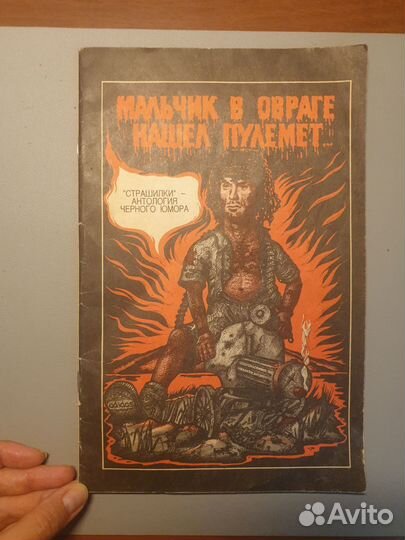 МАЛЬЧИК В ОВРАГЕ
НАШЕЛ ПУЛЕМЕТ...
"СТРАШИЛКИ" –
АНТОЛОГИЯ
ЧЕРНОГО ЮМОРА
Avito